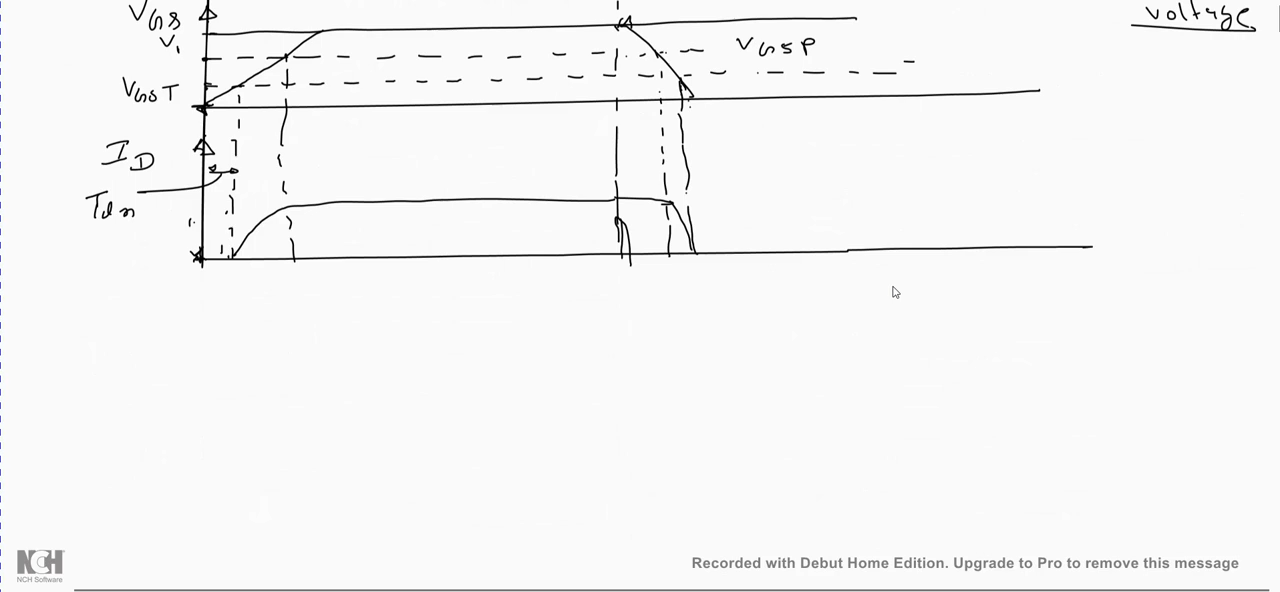 VGS
V1
voltage
VGSP
VGST
ID
Tdn
NCH
NCH Software
Recorded with Debut Home Edition. Upgrade to Pro to remove this message